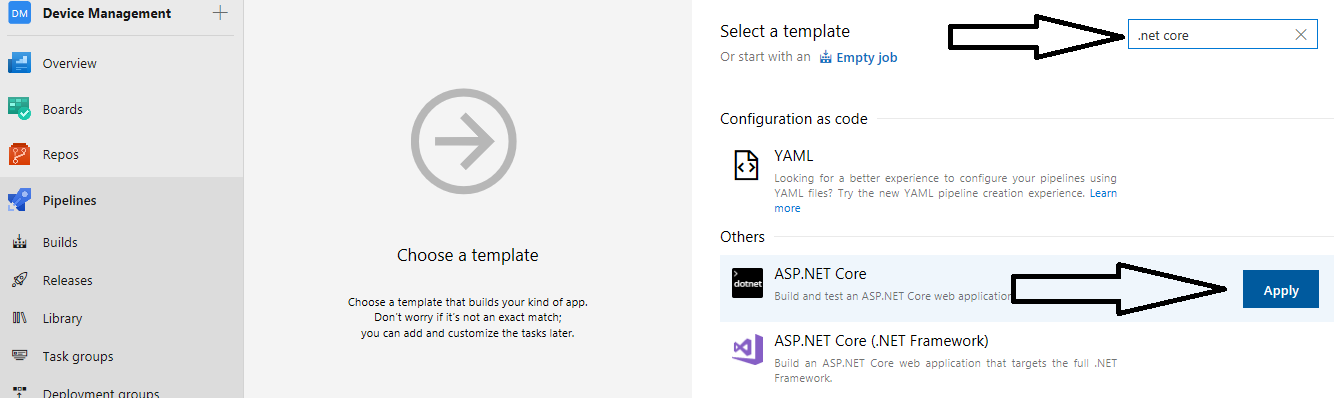 DM Device Management +
Overview
Boards
Repos
Pipelines
Builds
Releases
Library
Task groups
Deployment groups
Choose a template
Choose a template that builds your kind of app.
Don't worry if it's not an exact match;
you can add and customize the tasks later.
Select a template
.net core
Or start with an Empty job
Configuration as code
YAML
Looking for a better experience to configure your pipelines using
YAML files? Try the new YAML pipeline creation experience. Learn
more
Others
dotnet
ASP.NET Core
Build and test an ASP.NET Core web application
Apply
ASP.NET Core (.NET Framework)
Build an ASP.NET Core web application that targets the full .NET
Framework.